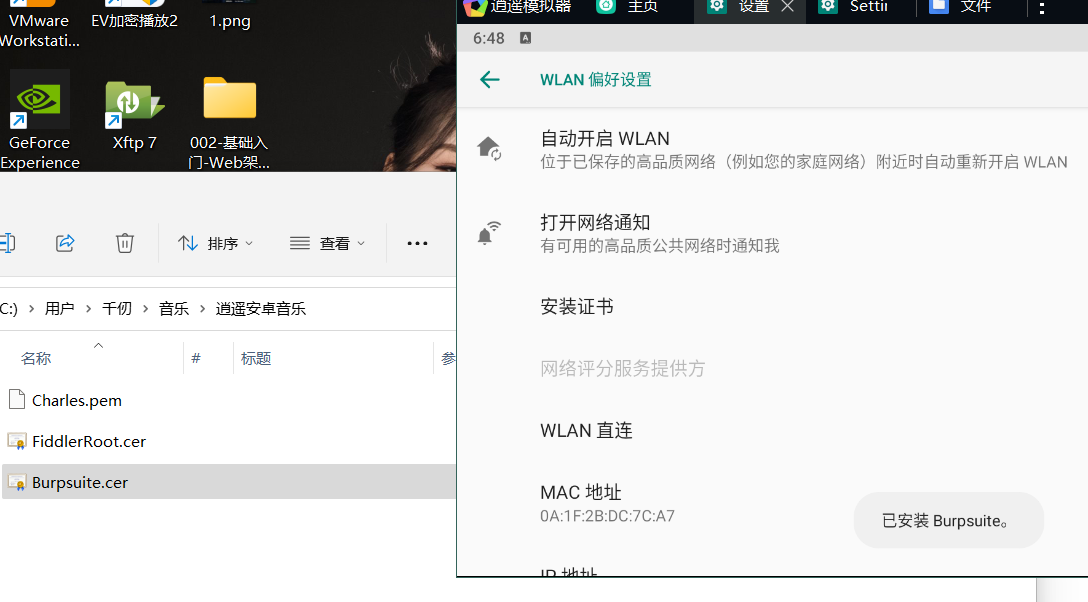 VMware
Workstati...
EV加密播放2
1.png
GeForce
Experience
Xftp 7
002-基础入
门-Web架...
排序
查看
C:) > 用户 > 千仞 > 音乐 > 逍遥安卓音乐
名称
#
标题
参
Charles.pem
FiddlerRoot.cer
Burpsuite.cer
逍遥模拟器
主页
设置
Settii
文件
6:48
A
WLAN 偏好设置
自动开启 WLAN
位于已保存的高品质网络（例如您的家庭网络）附近时自动重新开启 WLAN
打开网络通知
有可用的高品质公共网络时通知我
安装证书
网络评分服务提供方
WLAN 直连
MAC 地址
0A:1F:2B:DC:7C:A7
已安装 Burpsuite。
IP 地址